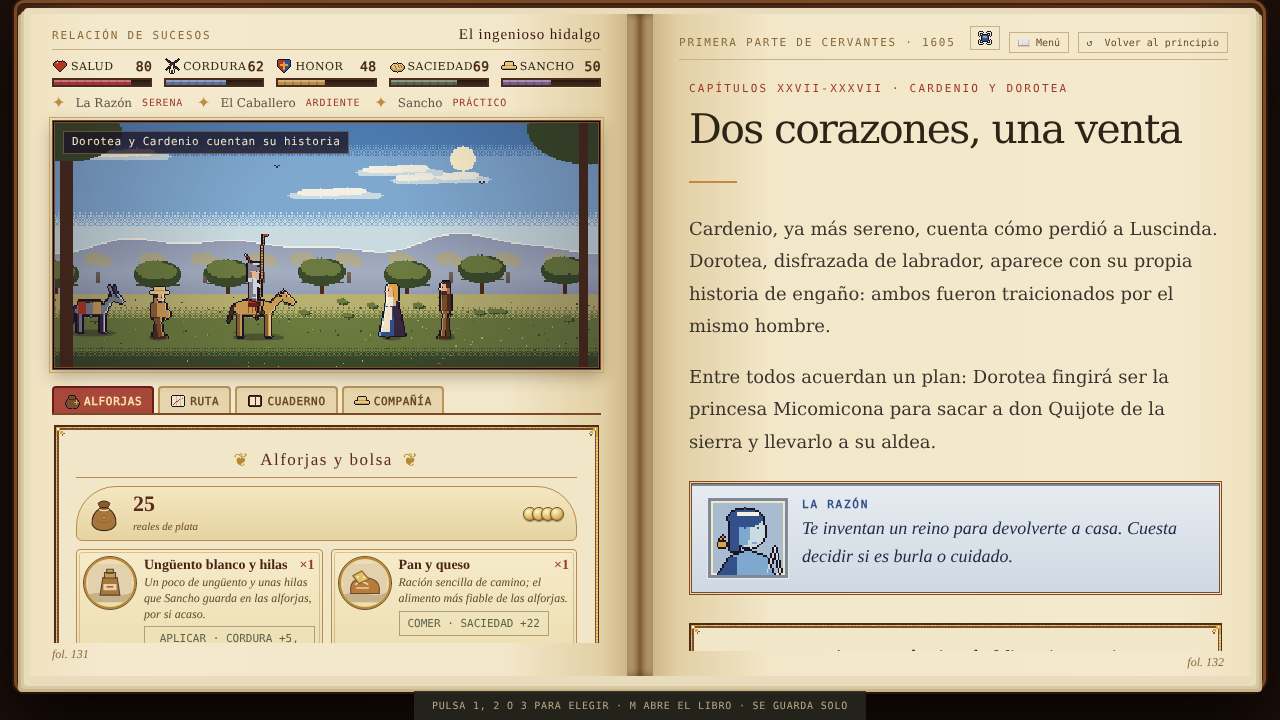 RELACIÓN DE SUCESOS
El ingenioso hidalgo
SALUD 80
CORDURA 62
HONOR 48
SACIEDAD 69
SANCHO 50
La Razón SERENA
El Caballero ARDIENTE
Sancho PRÁCTICO
Dorotea y Cardenio cuentan su historia
ALFORJAS
RUTA
CUADERNO
COMPAÑÍA
Alforjas y bolsa
25
reales de plata
Ungüento blanco y hilas ×1
Un poco de ungüento y unas hilas
que Sancho guarda en las alforjas,
por si acaso.
APLICAR · CORDURA +5,
Pan y queso ×1
Ración sencilla de camino; el
alimento más fiable de las alforjas.
COMER · SACIEDAD +22
fol. 131
PRIMERA PARTE DE CERVANTES · 1605
Menú
↺ Volver al principio
CAPÍTULOS XXVII-XXXVII · CARDENIO Y DOROTEA
Dos corazones, una venta
Cardenio, ya más sereno, cuenta cómo perdió a Luscinda.
Dorotea, disfrazada de labrador, aparece con su propia
historia de engaño: ambos fueron traicionados por el
mismo hombre.
Entre todos acuerdan un plan: Dorotea fingirá ser la
princesa Micomicona para sacar a don Quijote de la
sierra y llevarlo a su aldea.
LA RAZÓN
Te inventan un reino para devolverte a casa. Cuesta
decidir si es burla o cuidado.
fol. 132
PULSA 1, 2 O 3 PARA ELEGIR · M ABRE EL LIBRO · SE GUARDA SOLO